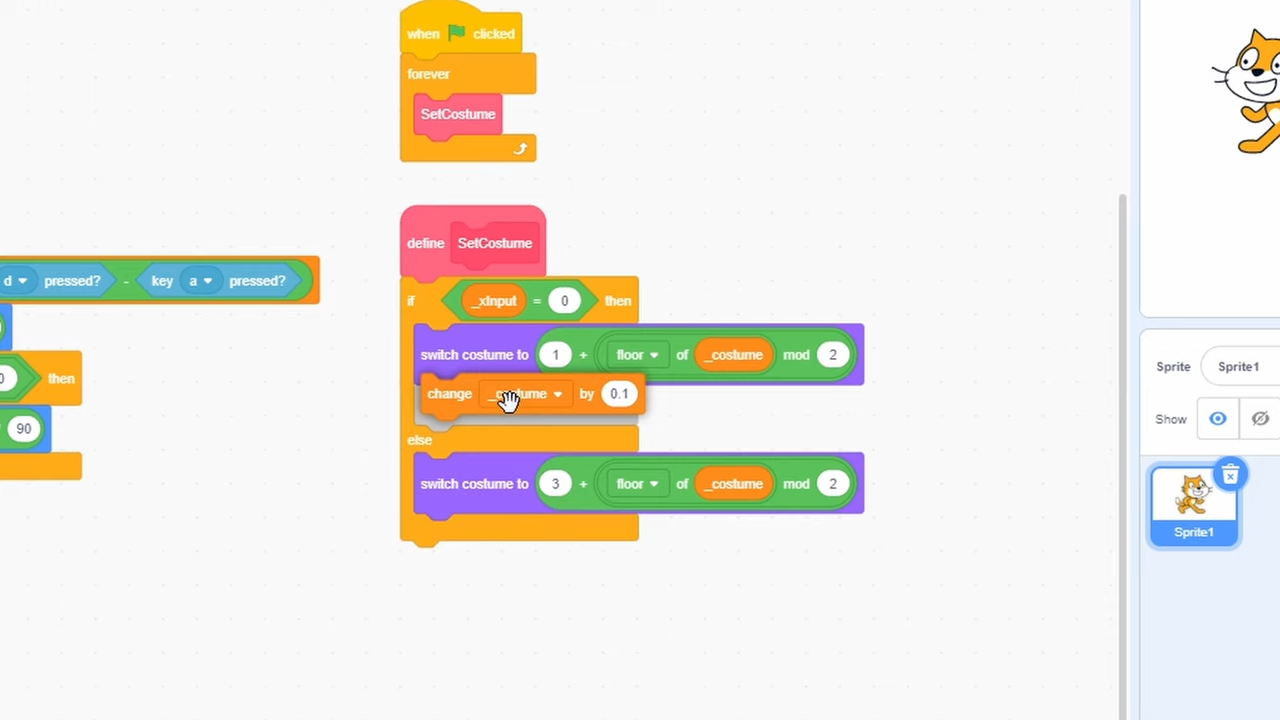 when clicked
forever
SetCostume
define SetCostume
d pressed? - key a pressed?
if _xInput = 0 then
switch costume to 1 + floor of _costume mod 2
then
change by 0.1
90
else
switch costume to 3 + floor of _costume mod 2
Sprite Sprite1
Show
Sprite1